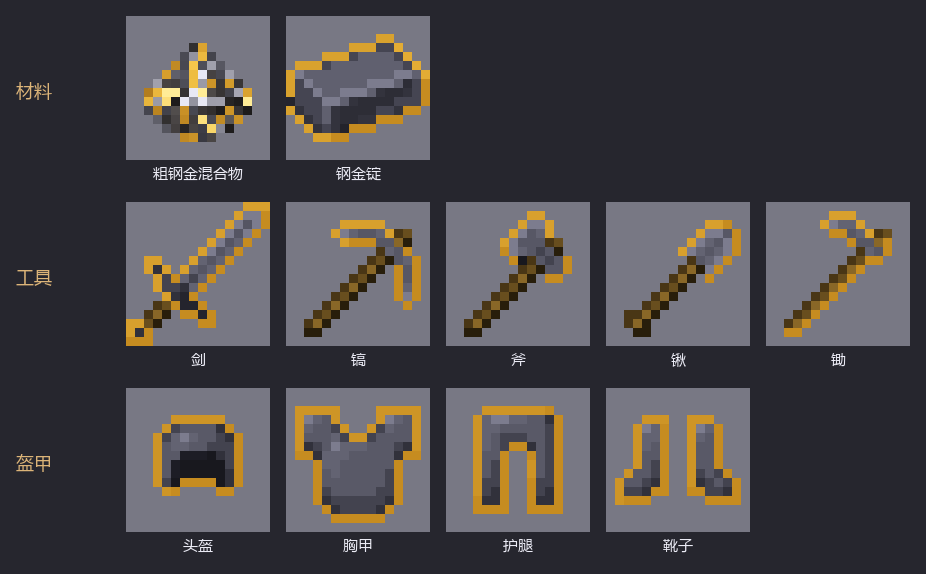 材料
粗钢金混合物
钢金锭
工具
剑
镐
斧
锹
锄
盔甲
头盔
胸甲
护腿
靴子